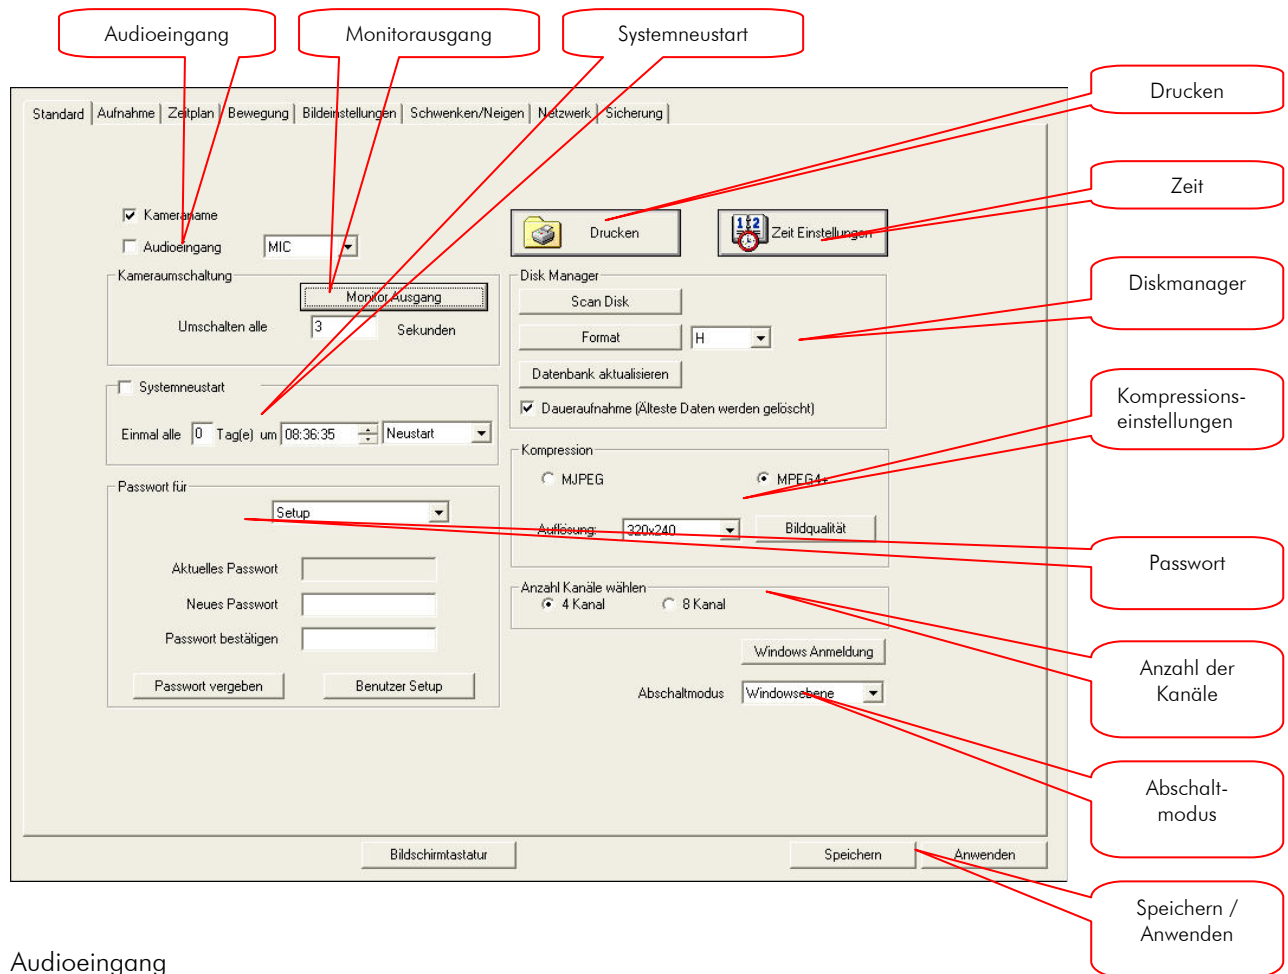 Audioeingang
Monitorausgang
Systemneustart
Drucken
Zeit
Diskmanager
Kompressions-
einstellungen
Passwort
Anzahl der
Kanäle
Abschalt-
modus
Speichern /
Anwenden
Standard
Aufnahme
Zeitplan
Bewegung
Bildeinstellungen
Schwenken/Neigen
Netzwerk
Sicherung
Kameraname
Audioeingang MIC
Kameraumschaltung
Monitor Ausgang
Umschalten alle 3 Sekunden
Systemneustart
Einmal alle 0 Tag(e) um 08:36:35 Neustart
Passwort für
Setup
Aktuelles Passwort
Neues Passwort
Passwort bestätigen
Passwort vergeben
Benutzer Setup
Drucken
12
Zeit Einstellungen
Disk Manager
Scan Disk
Format H
Datenbank aktualisieren
Daueraufnahme (Älteste Daten werden gelöscht)
Kompression
MJPEG
MPEG4+
Auflösung: 320x240
Bildqualität
Anzahl Kanäle wählen
4 Kanal
8 Kanal
Windows Anmeldung
Abschaltmodus Windowsebene
Bildschirmtastatur
Speichern
Anwenden
Audioeingang